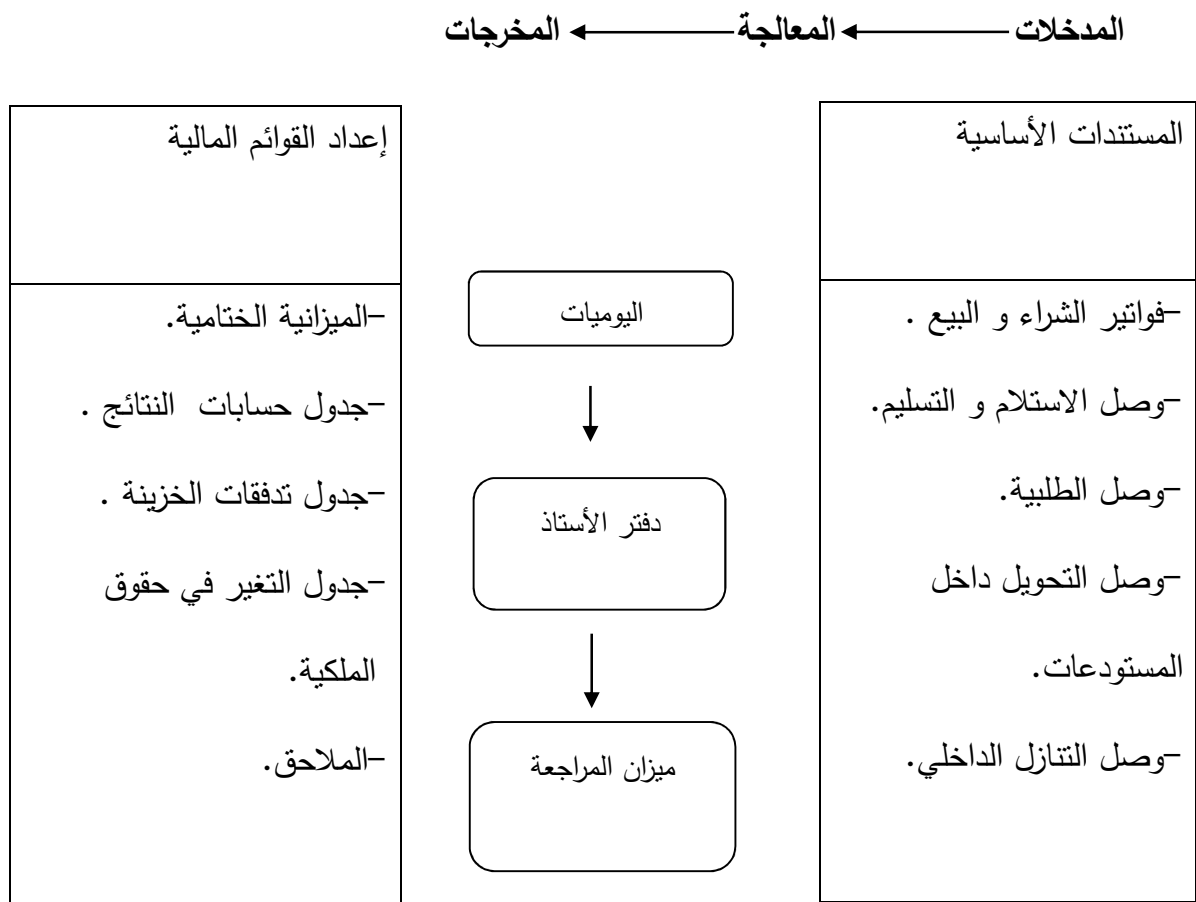 المدخلات المعالجة المخرجات
المستندات الأساسية
-فواتير الشراء و البيع .
-وصل الاستلام و التسليم.
-وصل الطلبية.
-وصل التحويل داخل
المستودعات.
-وصل التنازل الداخلي.
اليوميات
دفتر الأستاذ
ميزان المراجعة
إعداد القوائم المالية
-الميزانية الختامية.
-جدول حسابات النتائج .
-جدول تدفقات الخزينة .
-جدول التغير في حقوق
الملكية.
-الملاحق.